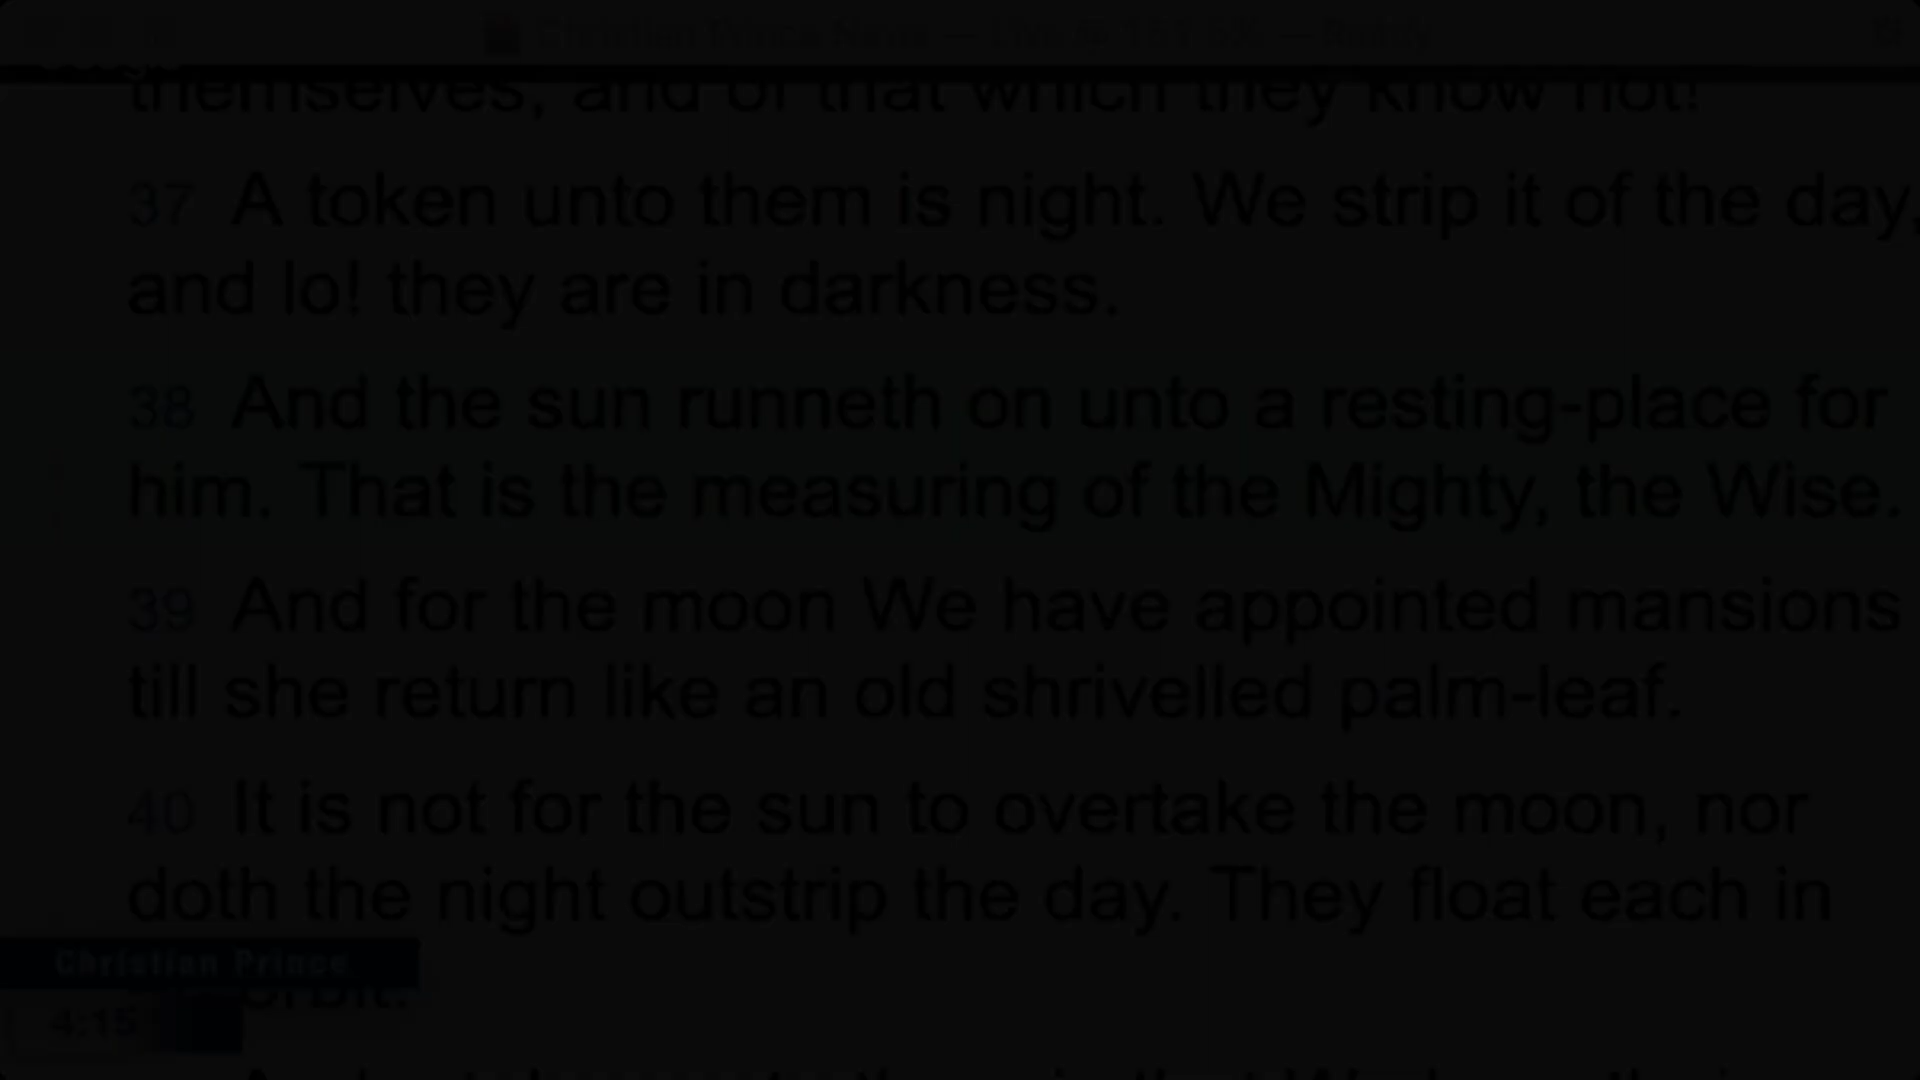 Christian Prince
themselves, and of that which they know not!
37 A token unto them is night. We strip it of the day,
and lo! they are in darkness.
38 And the sun runneth on unto a resting-place for
him. That is the measuring of the Mighty, the Wise.
39 And for the moon We have appointed mansions
till she return like an old shrivelled palm-leaf.
40 It is not for the sun to overtake the moon, nor
doth the night outstrip the day. They float each in
Christian Prince
orbit.
4:15